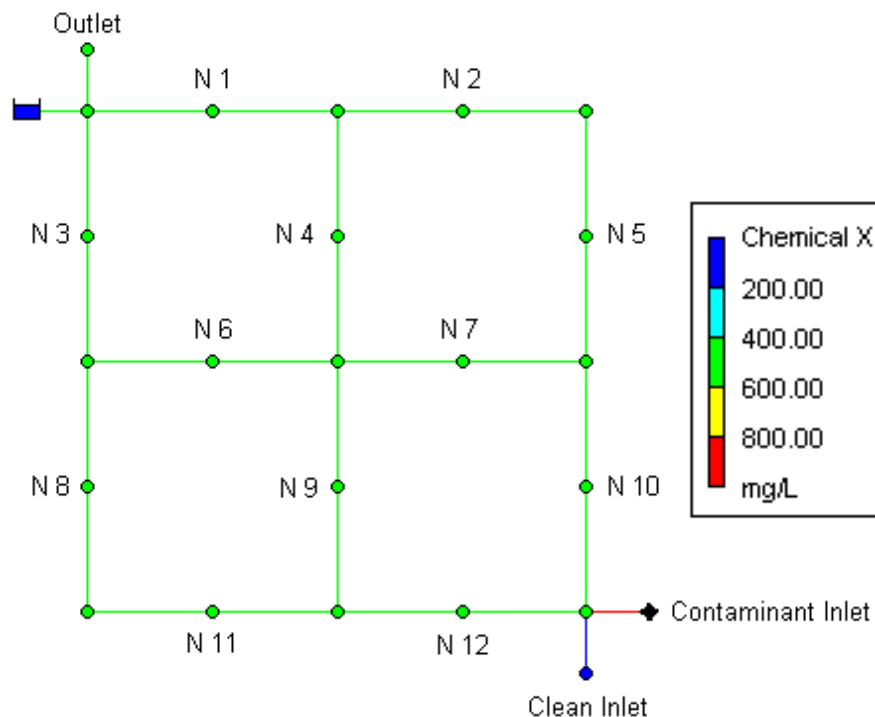 Outlet
N 1
N 2
N 3
N 4
N 5
Chemical X
200.00
400.00
600.00
800.00
mg/L
N 6
N 7
N 8
N 9
N 10
Contaminant Inlet
N 11
N 12
Clean Inlet